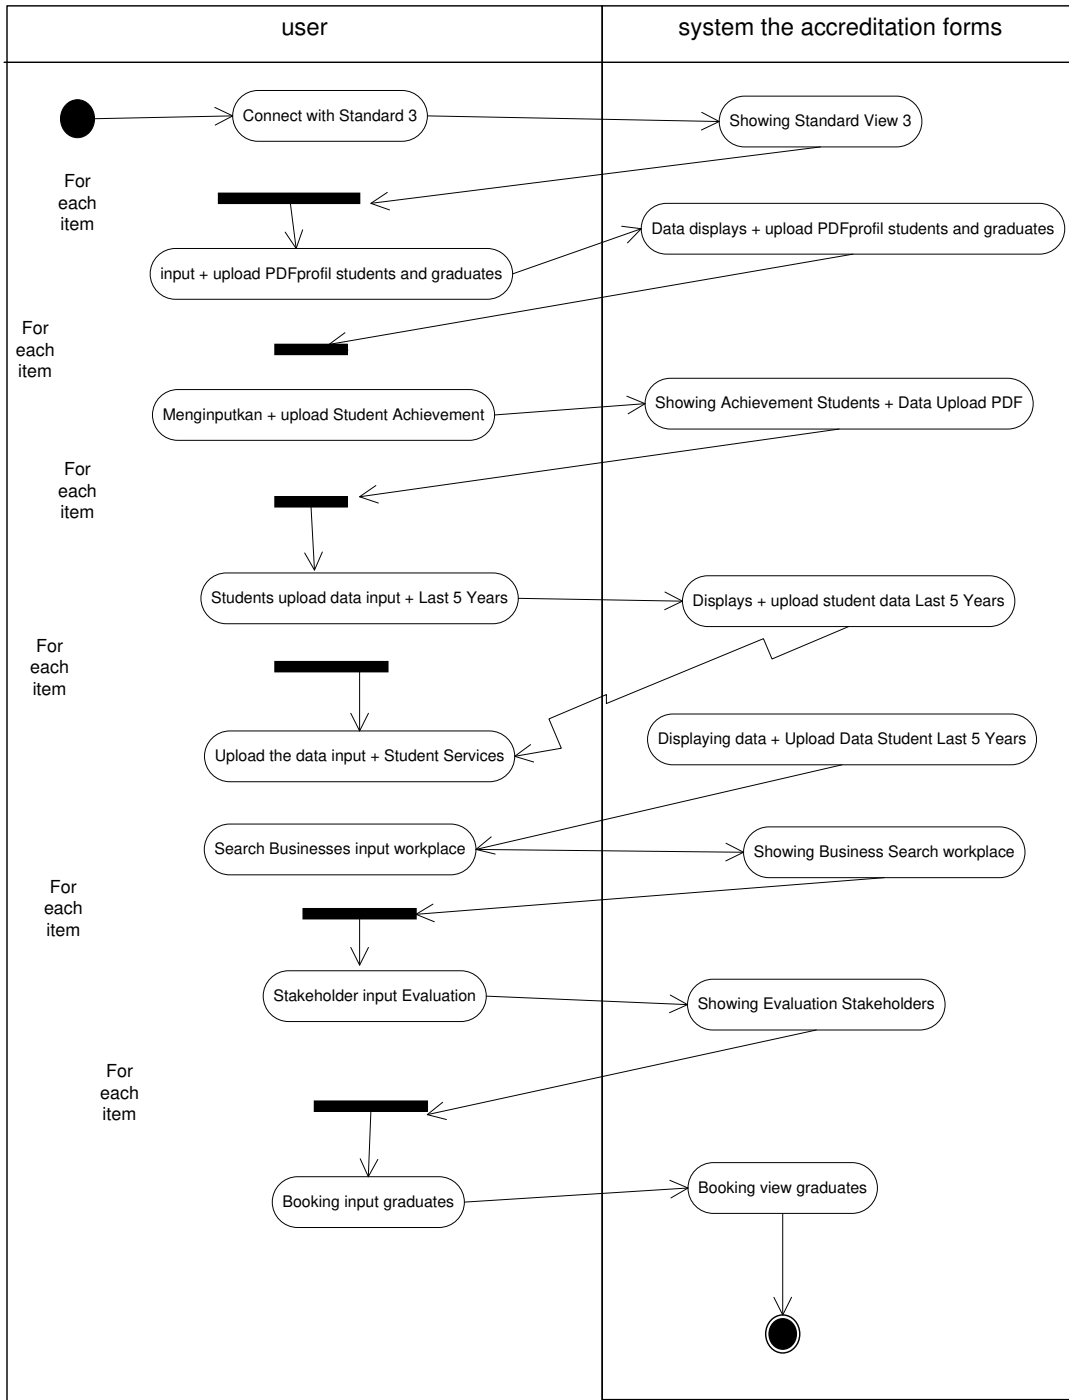 user
system the accreditation forms
Connect with Standard 3
Showing Standard View 3
For
each
item
Data displays + upload PDFprofil students and graduates
input + upload PDFprofil students and graduates
For
each
item
Menginputkan + upload Student Achievement
Showing Achievement Students + Data Upload PDF
For
each
item
Students upload data input + Last 5 Years
Displays + upload student data Last 5 Years
For
each
item
Upload the data input + Student Services
Displaying data + Upload Data Student Last 5 Years
Search Businesses input workplace
Showing Business Search workplace
For
each
item
Stakeholder input Evaluation
Showing Evaluation Stakeholders
For
each
item
Booking input graduates
Booking view graduates